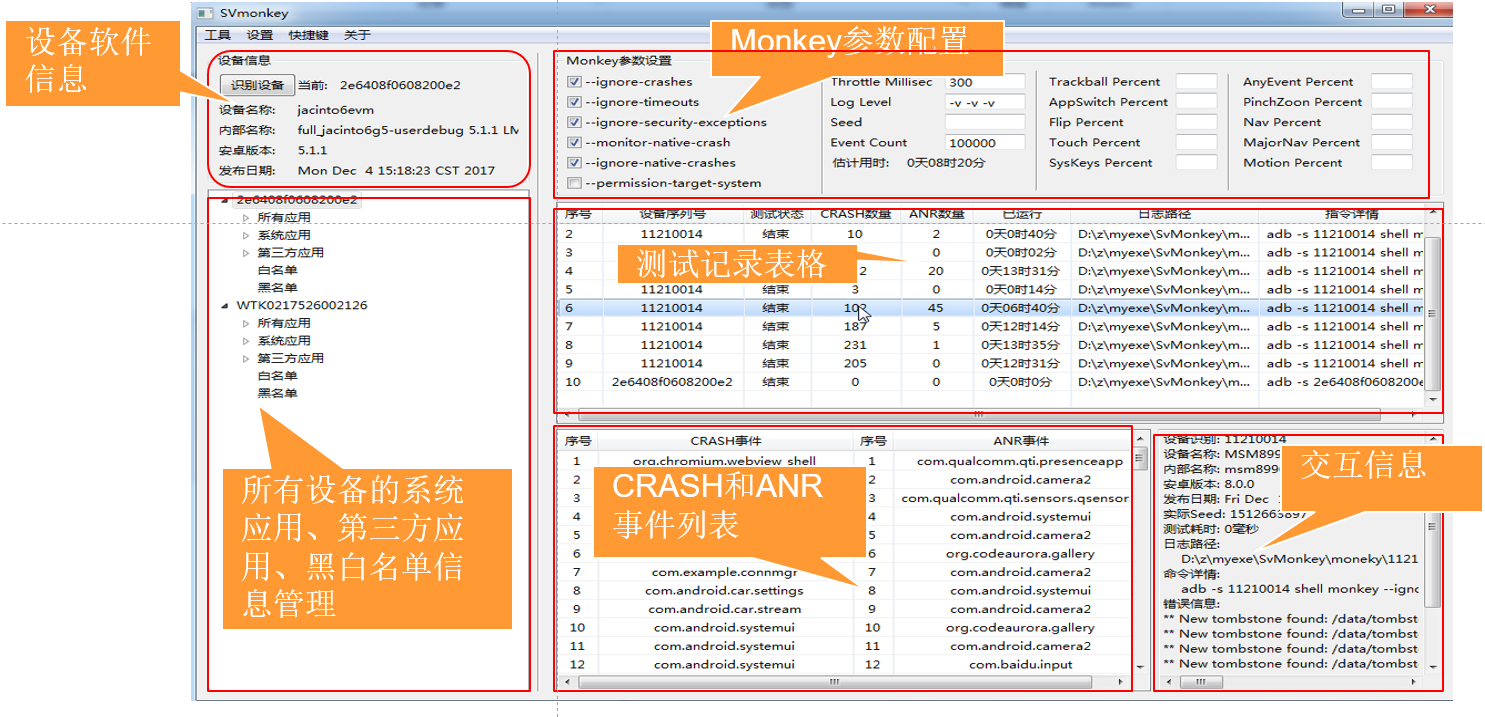 SVmonkey
工具 设置 快捷键 关于
设备软件
信息
设备信息
识别设备 当前: 2e6408f0608200e2
设备名称: jacinto6evm
内部名称: full_jacinto6g5-userdebug 5.1.1 LM
安卓版本: 5.1.1
发布日期: Mon Dec 4 15:18:23 CST 2017
Monkey参数配置
Monkey参数设置
--ignore-crashes
--ignore-timeouts
--ignore-security-exceptions
--monitor-native-crash
--ignore-native-crashes
--permission-target-system
Throttle Millisec 300
Log Level -v -v -v
Seed
Event Count 100000
估计用时: 0天08时20分
Trackball Percent
AppSwitch Percent
Flip Percent
Touch Percent
SysKeys Percent
AnyEvent Percent
PinchZoon Percent
Nav Percent
MajorNav Percent
Motion Percent
2e6408f0608200e2
所有应用
系统应用
第三方应用
白名单
黑名单
WTK0217526002126
所有应用
系统应用
第三方应用
白名单
黑名单
所有设备的系统
应用、第三方应
用、黑白名单信
息管理
序号 设备序列号 测试状态 CRASH数量 ANR数量 已运行 日志路径 指令详情
2 11210014 结束 10 2 0天0时40分 D:\z\myexe\SvMonkey\m... adb -s 11210014 shell m
3 0 0天0时02分 D:\z\myexe\SvMonkey\m... adb -s 11210014 shell m
4 2 20 0天13时31分 D:\z\myexe\SvMonkey\m... adb -s 11210014 shell m
5 11210014 结束 3 0 0天0时14分 D:\z\myexe\SvMonkey\m... adb -s 11210014 shell m
6 11210014 结束 45 0天06时40分 D:\z\myexe\SvMonkey\m... adb -s 11210014 shell m
7 11210014 结束 187 5 0天12时14分 D:\z\myexe\SvMonkey\m... adb -s 11210014 shell m
8 11210014 结束 231 1 0天13时35分 D:\z\myexe\SvMonkey\m... adb -s 11210014 shell m
9 11210014 结束 205 0 0天12时31分 D:\z\myexe\SvMonkey\m... adb -s 11210014 shell m
10 2e6408f0608200e2 结束 0 0 0天0时0分 D:\z\myexe\SvMonkey\m... adb -s 2e6408f0608200e
测试记录表格
序号 CRASH事件 序号 ANR事件
1 org.chromium.webview_shell 1 com.qualcomm.qti.presenceapp
2 2 com.android.camera2
3 3 com.qualcomm.qti.sensors.qsensor
4 4 com.android.systemui
5 5 com.android.camera2
6 6 org.codeaurora.gallery
7 com.example.connmgr 7 com.android.camera2
8 com.android.car.settings 8 com.android.systemui
9 com.android.car.stream 9 com.android.camera2
10 com.android.systemui 10 org.codeaurora.gallery
11 com.android.systemui 11 com.android.camera2
12 com.android.systemui 12 com.baidu.input
CRASH和ANR
事件列表
设备识别: 11210014
设备名称: MSM899
内部名称: msm899
安卓版本: 8.0.0
发布日期: Fri Dec
实际Seed: 1512663897
测试耗时: 0毫秒
日志路径:
D:\z\myexe\SvMonkey\moneky\1121
命令详情:
adb -s 11210014 shell monkey --igno
错误信息:
** New tombstone found: /data/tombst
** New tombstone found: /data/tombst
** New tombstone found: /data/tombst
** New tombstone found: /data/tombst
交互信息